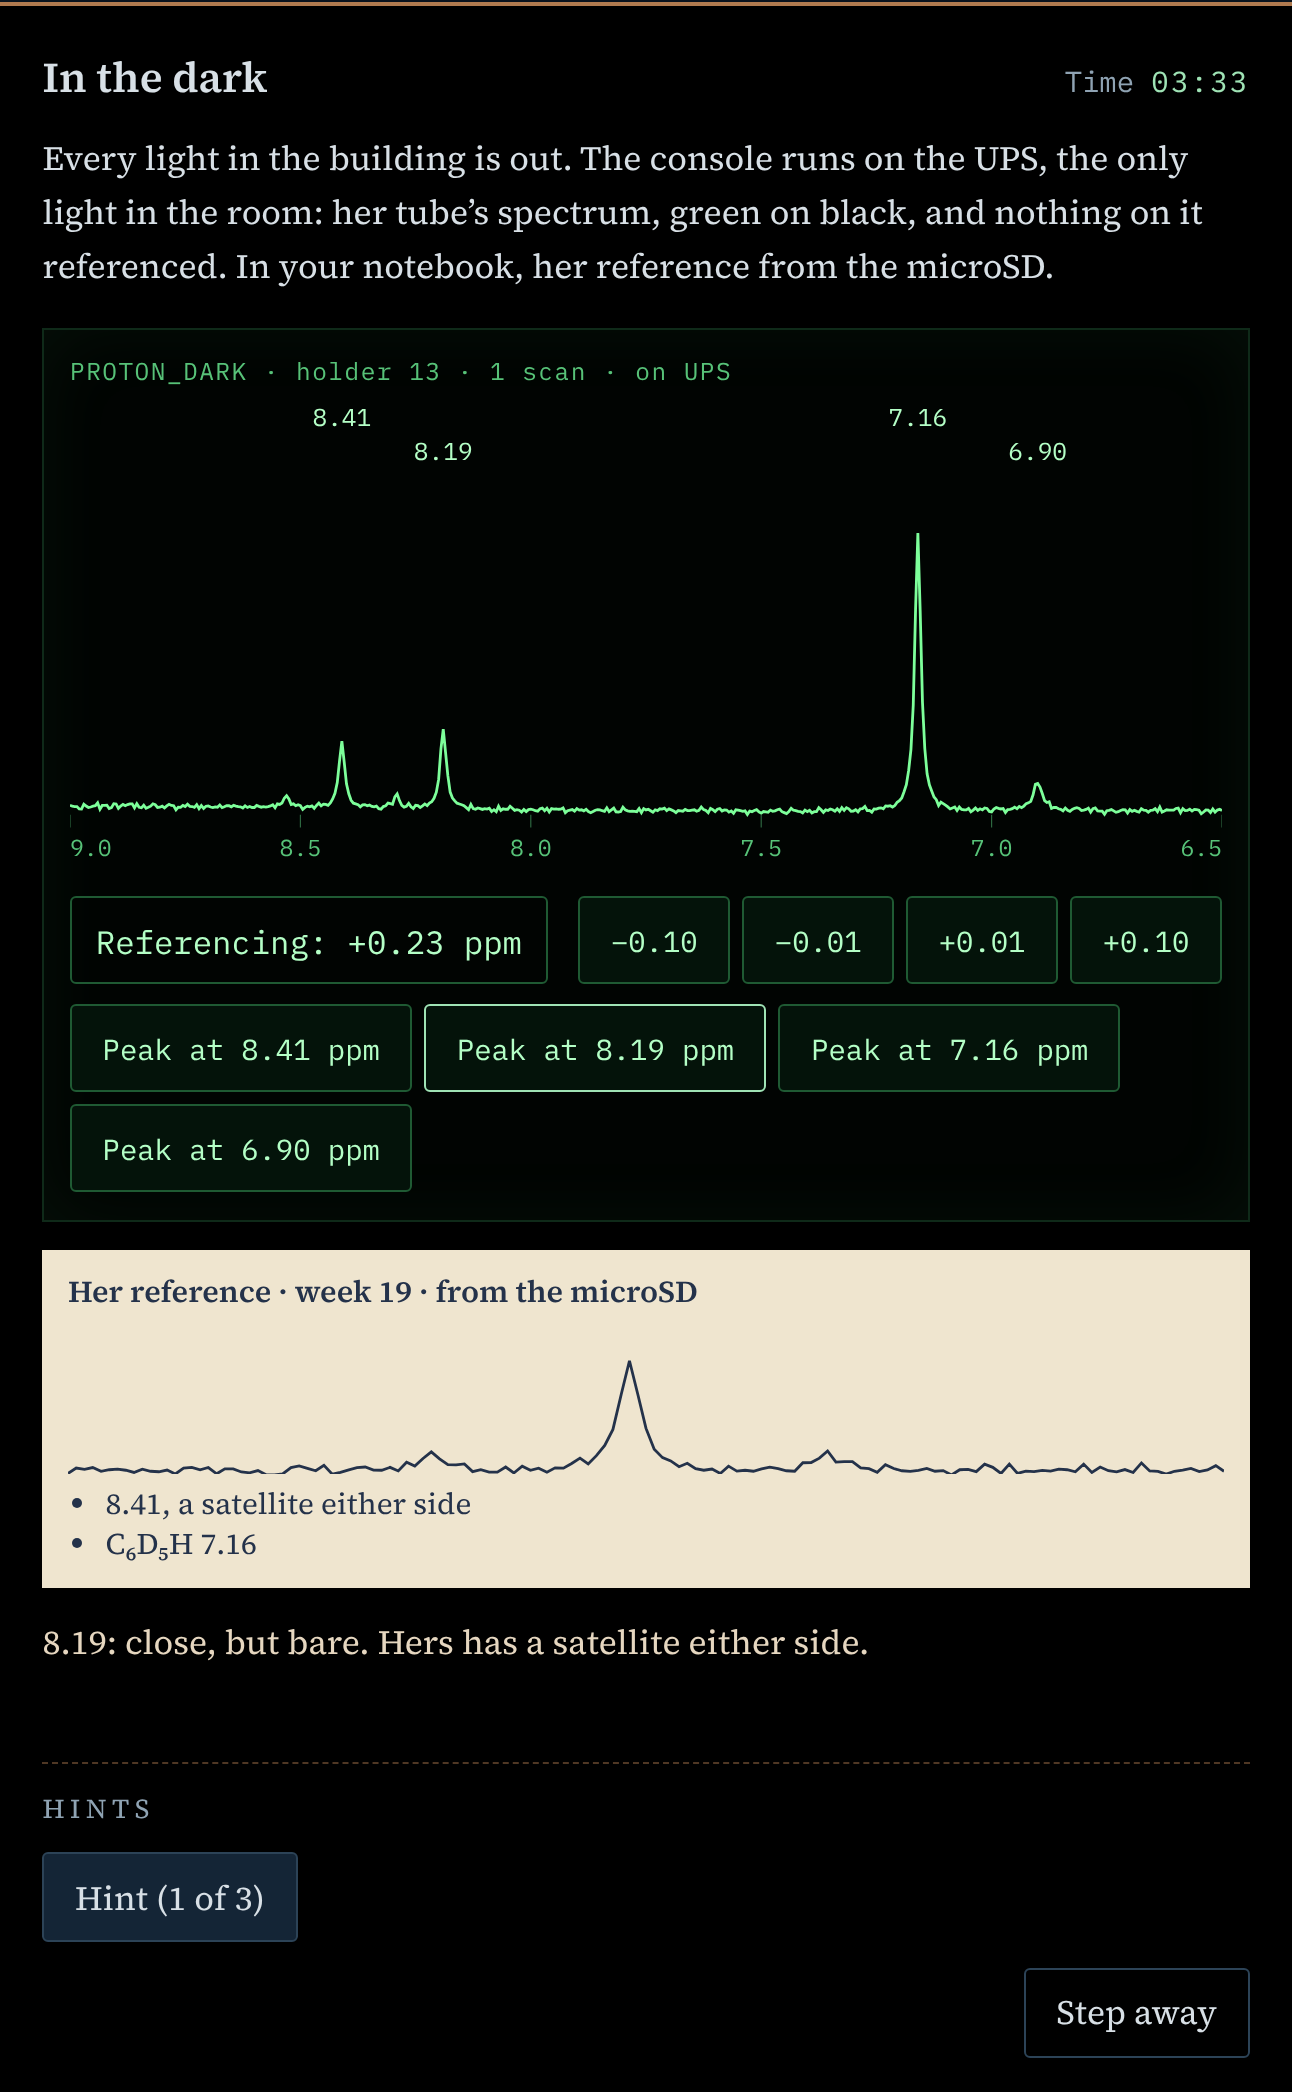 In the dark
Time 03:33
Every light in the building is out. The console runs on the UPS, the only
light in the room: her tube’s spectrum, green on black, and nothing on it
referenced. In your notebook, her reference from the microSD.
PROTON_DARK · holder 13 · 1 scan · on UPS
8.41
7.16
8.19
6.90
9.0
8.5
8.0
7.5
7.0
6.5
Referencing: +0.23 ppm
−0.10
−0.01
+0.01
+0.10
Peak at 8.41 ppm
Peak at 8.19 ppm
Peak at 7.16 ppm
Peak at 6.90 ppm
Her reference · week 19 · from the microSD
• 8.41, a satellite either side
• C₆D₅H 7.16
8.19: close, but bare. Hers has a satellite either side.
HINTS
Hint (1 of 3)
Step away